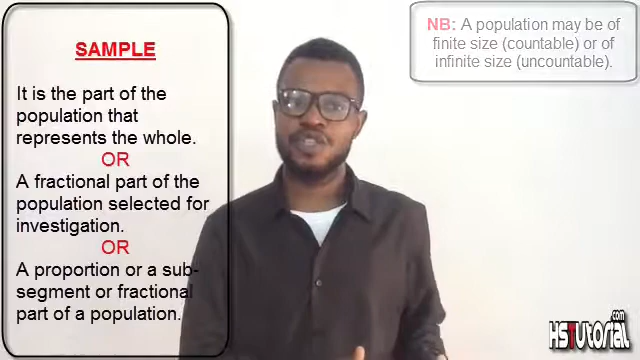 SAMPLE
It is the part of the
population that
represents the whole.
OR
A fractional part of the
population selected for
investigation.
OR
A proportion or a sub-
segment or fractional
part of a population.
NB: A population may be of
finite size (countable) or of
infinite size (uncountable).
HSTutorial
.com